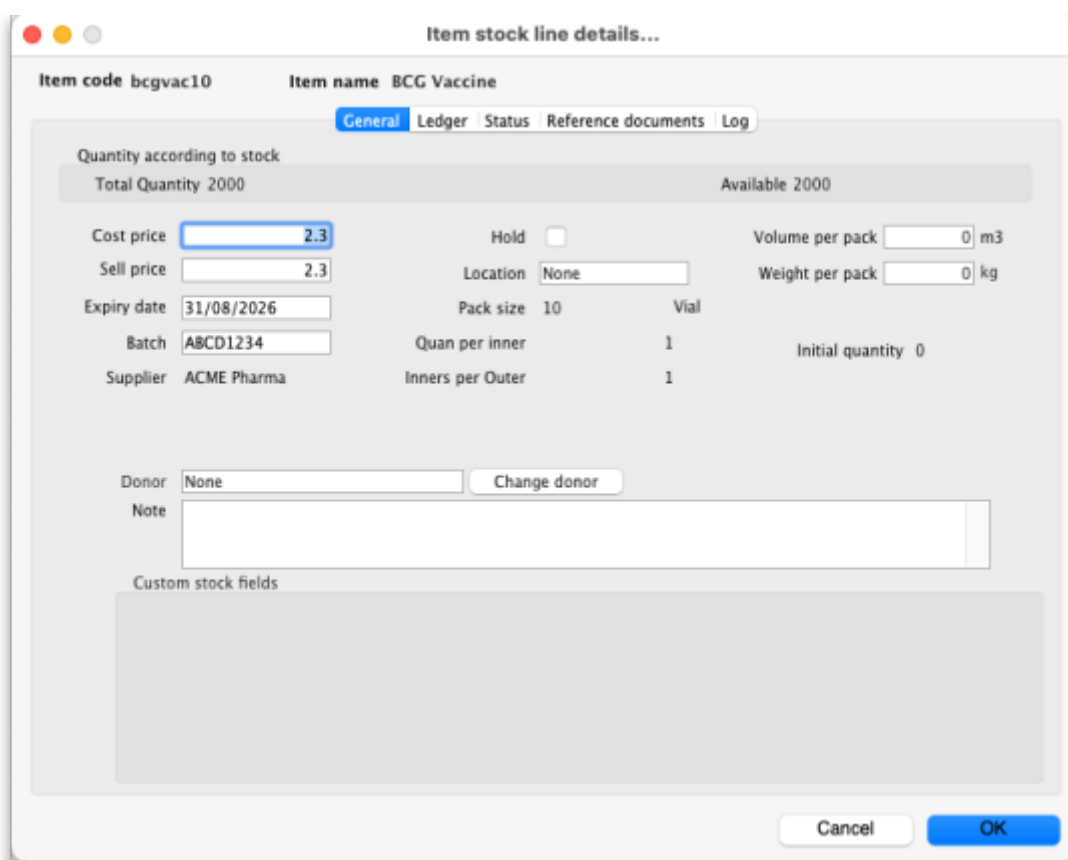 Item stock line details...
Item code bcgvac10 Item name BCG Vaccine
General Ledger Status Reference documents Log
Quantity according to stock
Total Quantity 2000 Available 2000
Cost price 2.3 Hold Volume per pack 0 m3
Sell price 2.3 Location None Weight per pack 0 kg
Expiry date 31/08/2026 Pack size 10 Vial
Batch ABCD1234 Quan per inner 1 Initial quantity 0
Supplier ACME Pharma Inners per Outer 1
Donor None Change donor
Note
Custom stock fields
Cancel OK